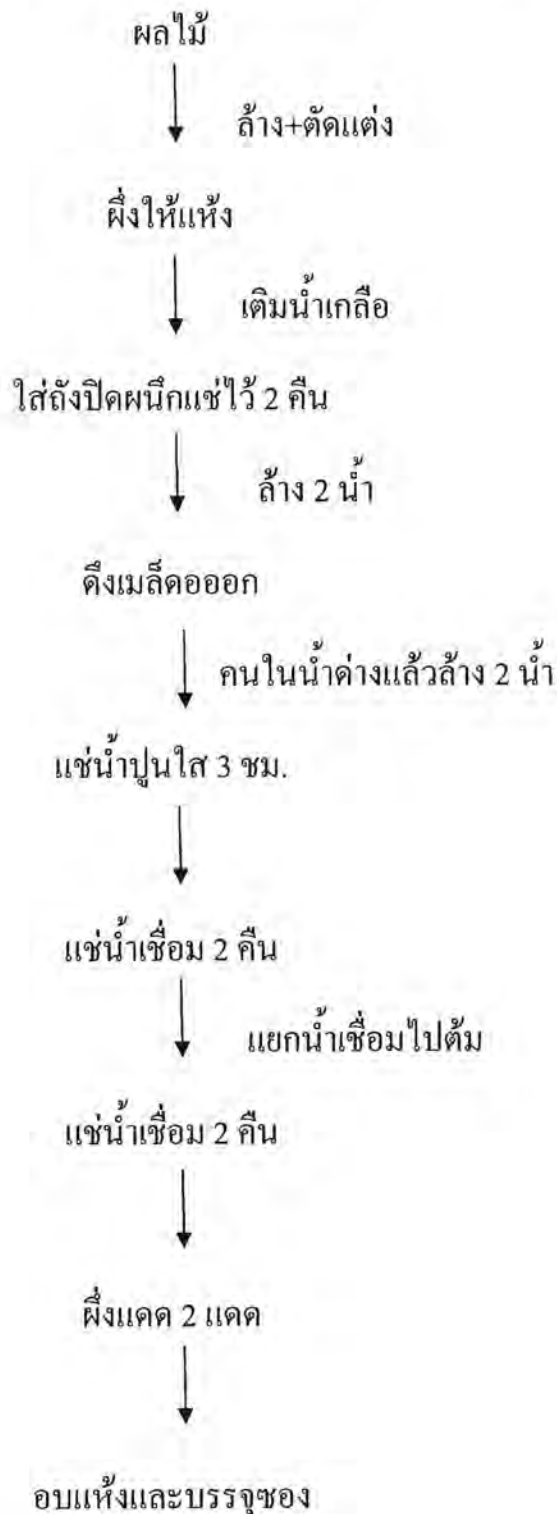 ผลไม้
ล้าง+ตัดแต่ง
ผึ่งให้แห้ง
เติมน้ำเกลือ
ใส่ถังปิดผนึกแช่ไว้ 2 คืน
ล้าง 2 น้ำ
ดึงเมล็ดอออก
คนในน้ำด่างแล้วล้าง 2 น้ำ
แช่น้ำปูนใส 3 ชม.
แช่น้ำเชื่อม 2 คืน
แยกน้ำเชื่อมไปต้ม
แช่น้ำเชื่อม 2 คืน
ผึ่งแดด 2 แดด
อบแห้งและบรรจุซอง